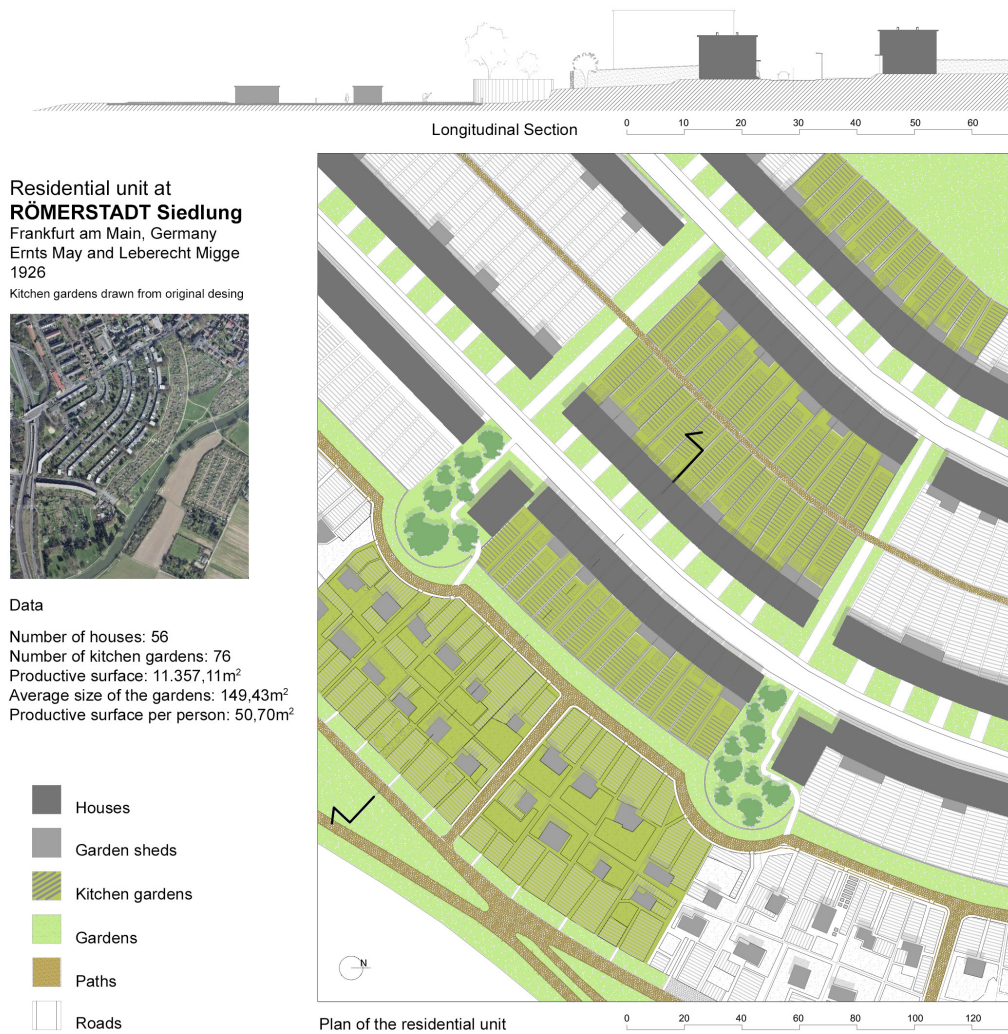 Longitudinal Section
0 10 20 30 40 50 60
Residential unit at
RÖMERSTADT Siedlung
Frankfurt am Main, Germany
Ernts May and Leberecht Migge
1926
Kitchen gardens drawn from original desing
Data
Number of houses: 56
Number of kitchen gardens: 76
Productive surface: 11.357,11m²
Average size of the gardens: 149,43m²
Productive surface per person: 50,70m²
Houses
Garden sheds
Kitchen gardens
Gardens
Paths
Roads
N
Plan of the residential unit
0 20 40 60 80 100 120